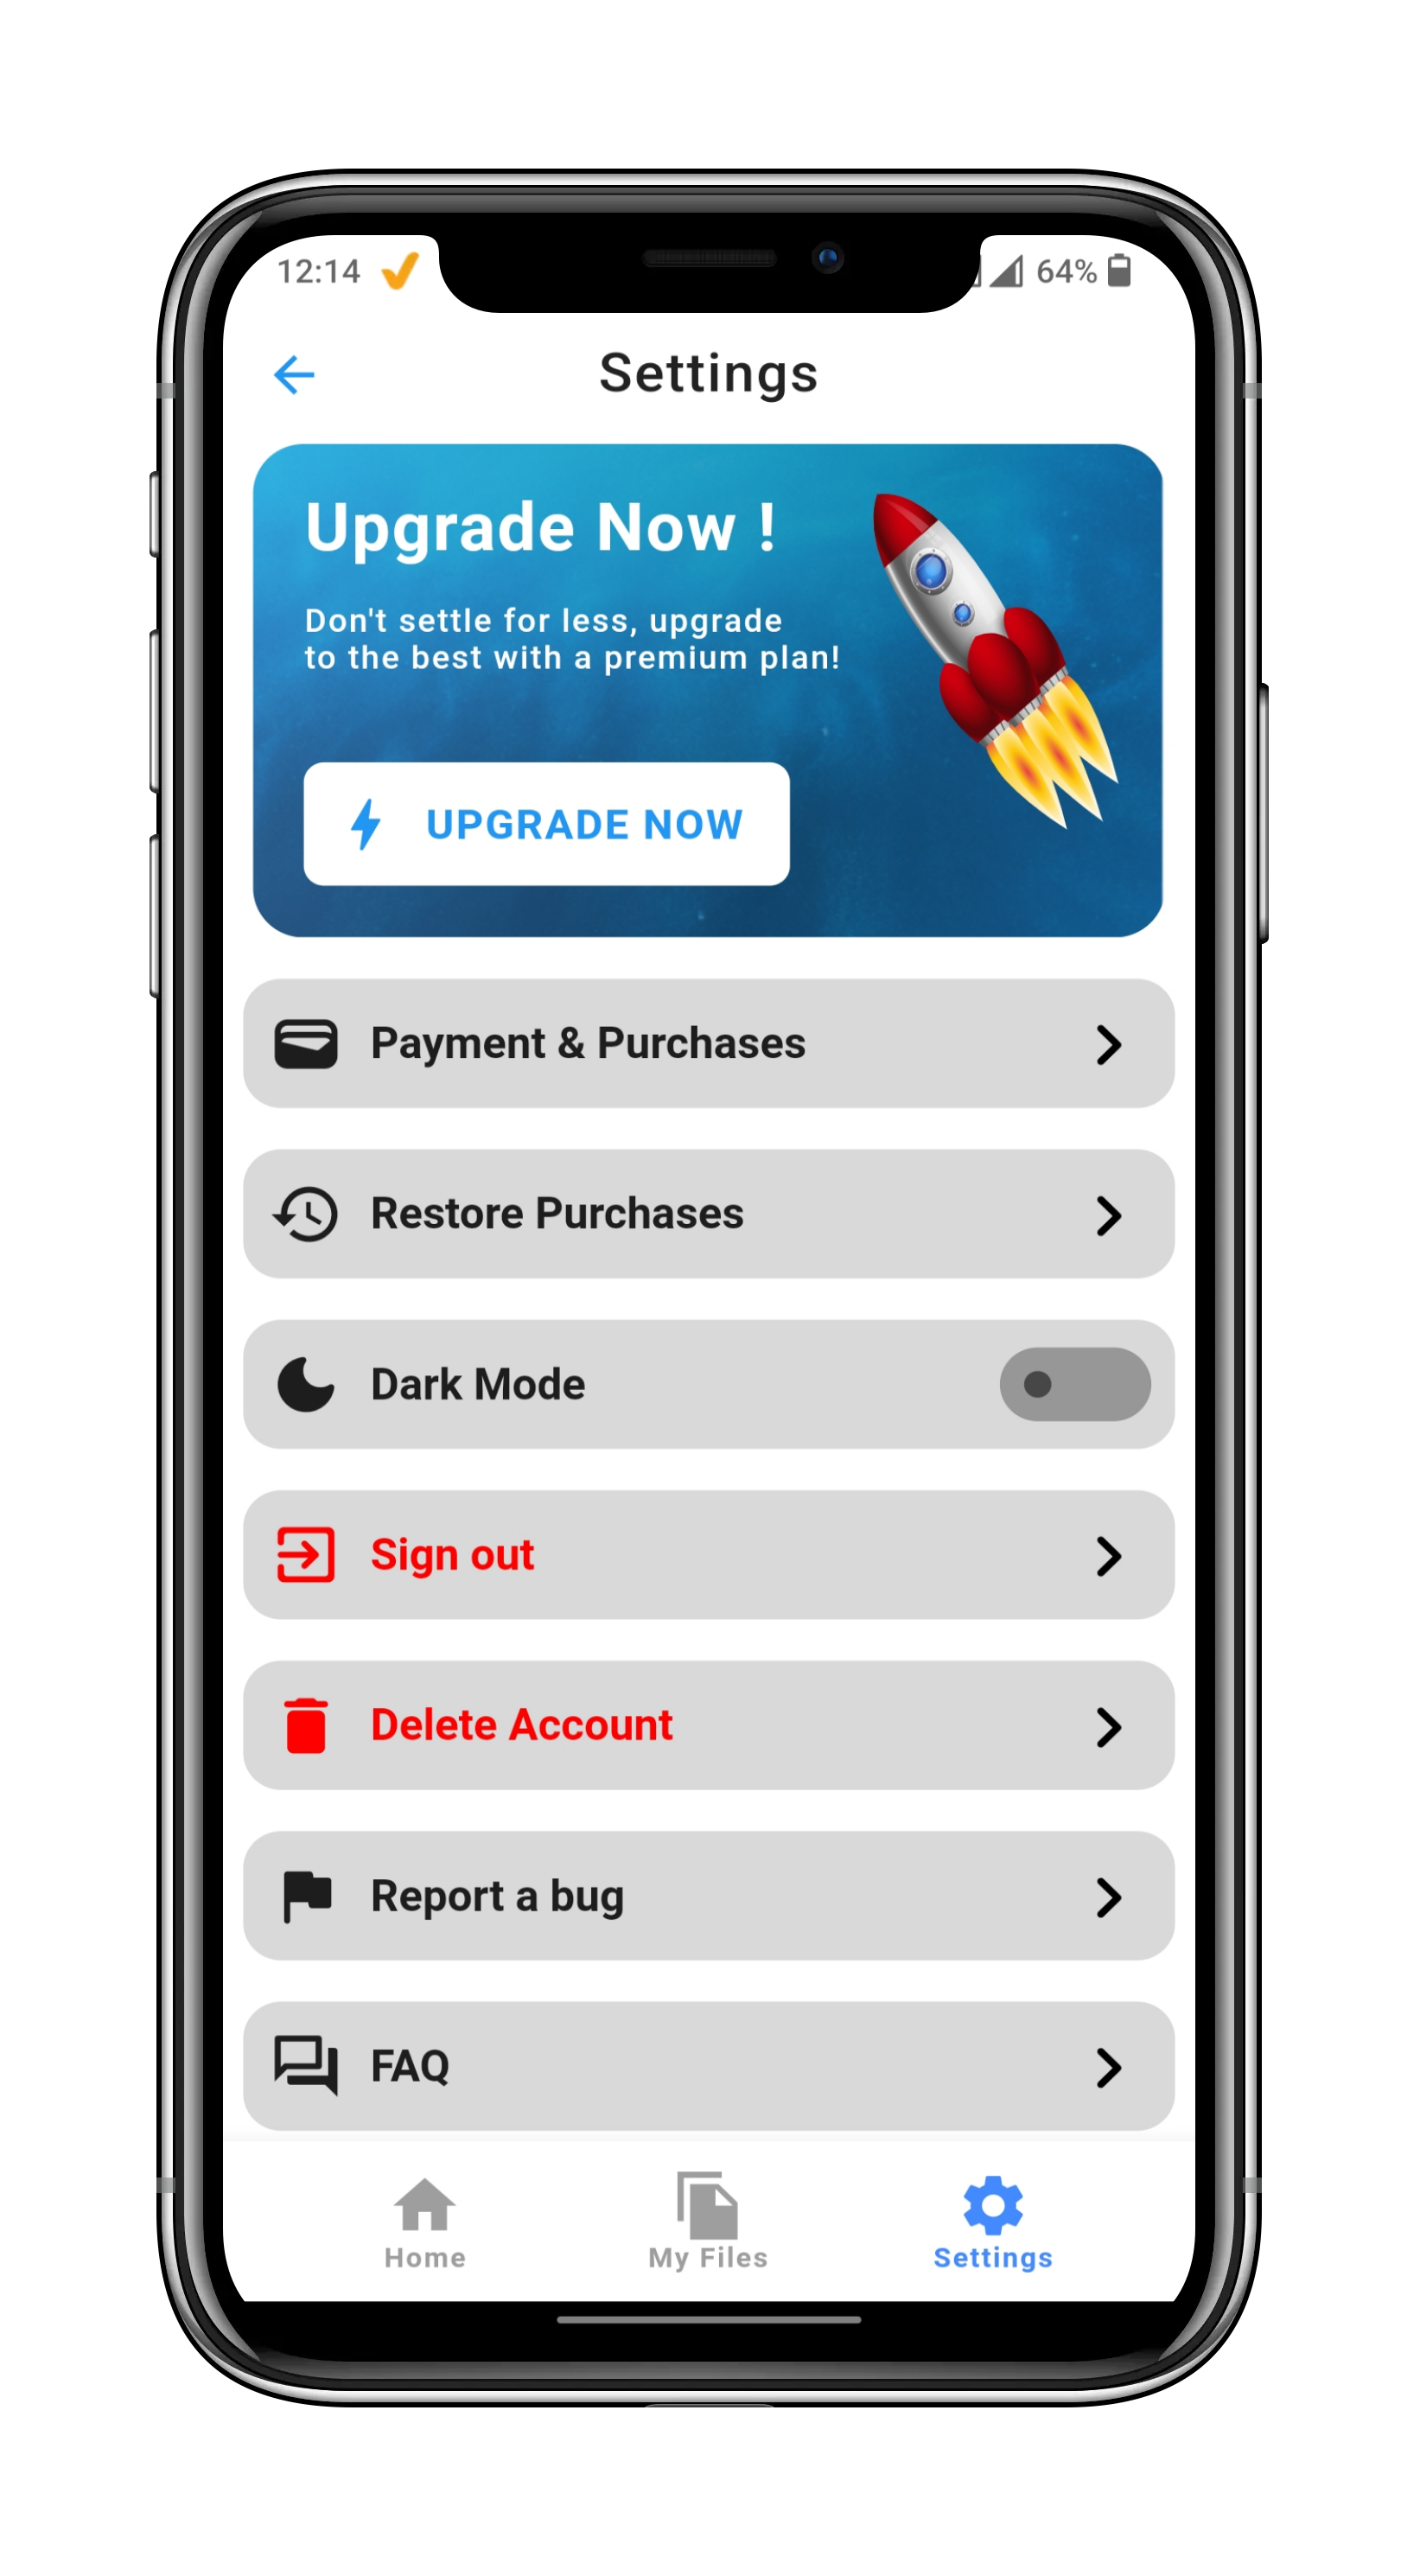 12:14
64%
Settings
Upgrade Now !
Don't settle for less, upgrade
to the best with a premium plan!
UPGRADE NOW
Payment & Purchases
Restore Purchases
Dark Mode
Sign out
Delete Account
Report a bug
FAQ
Home
My Files
Settings